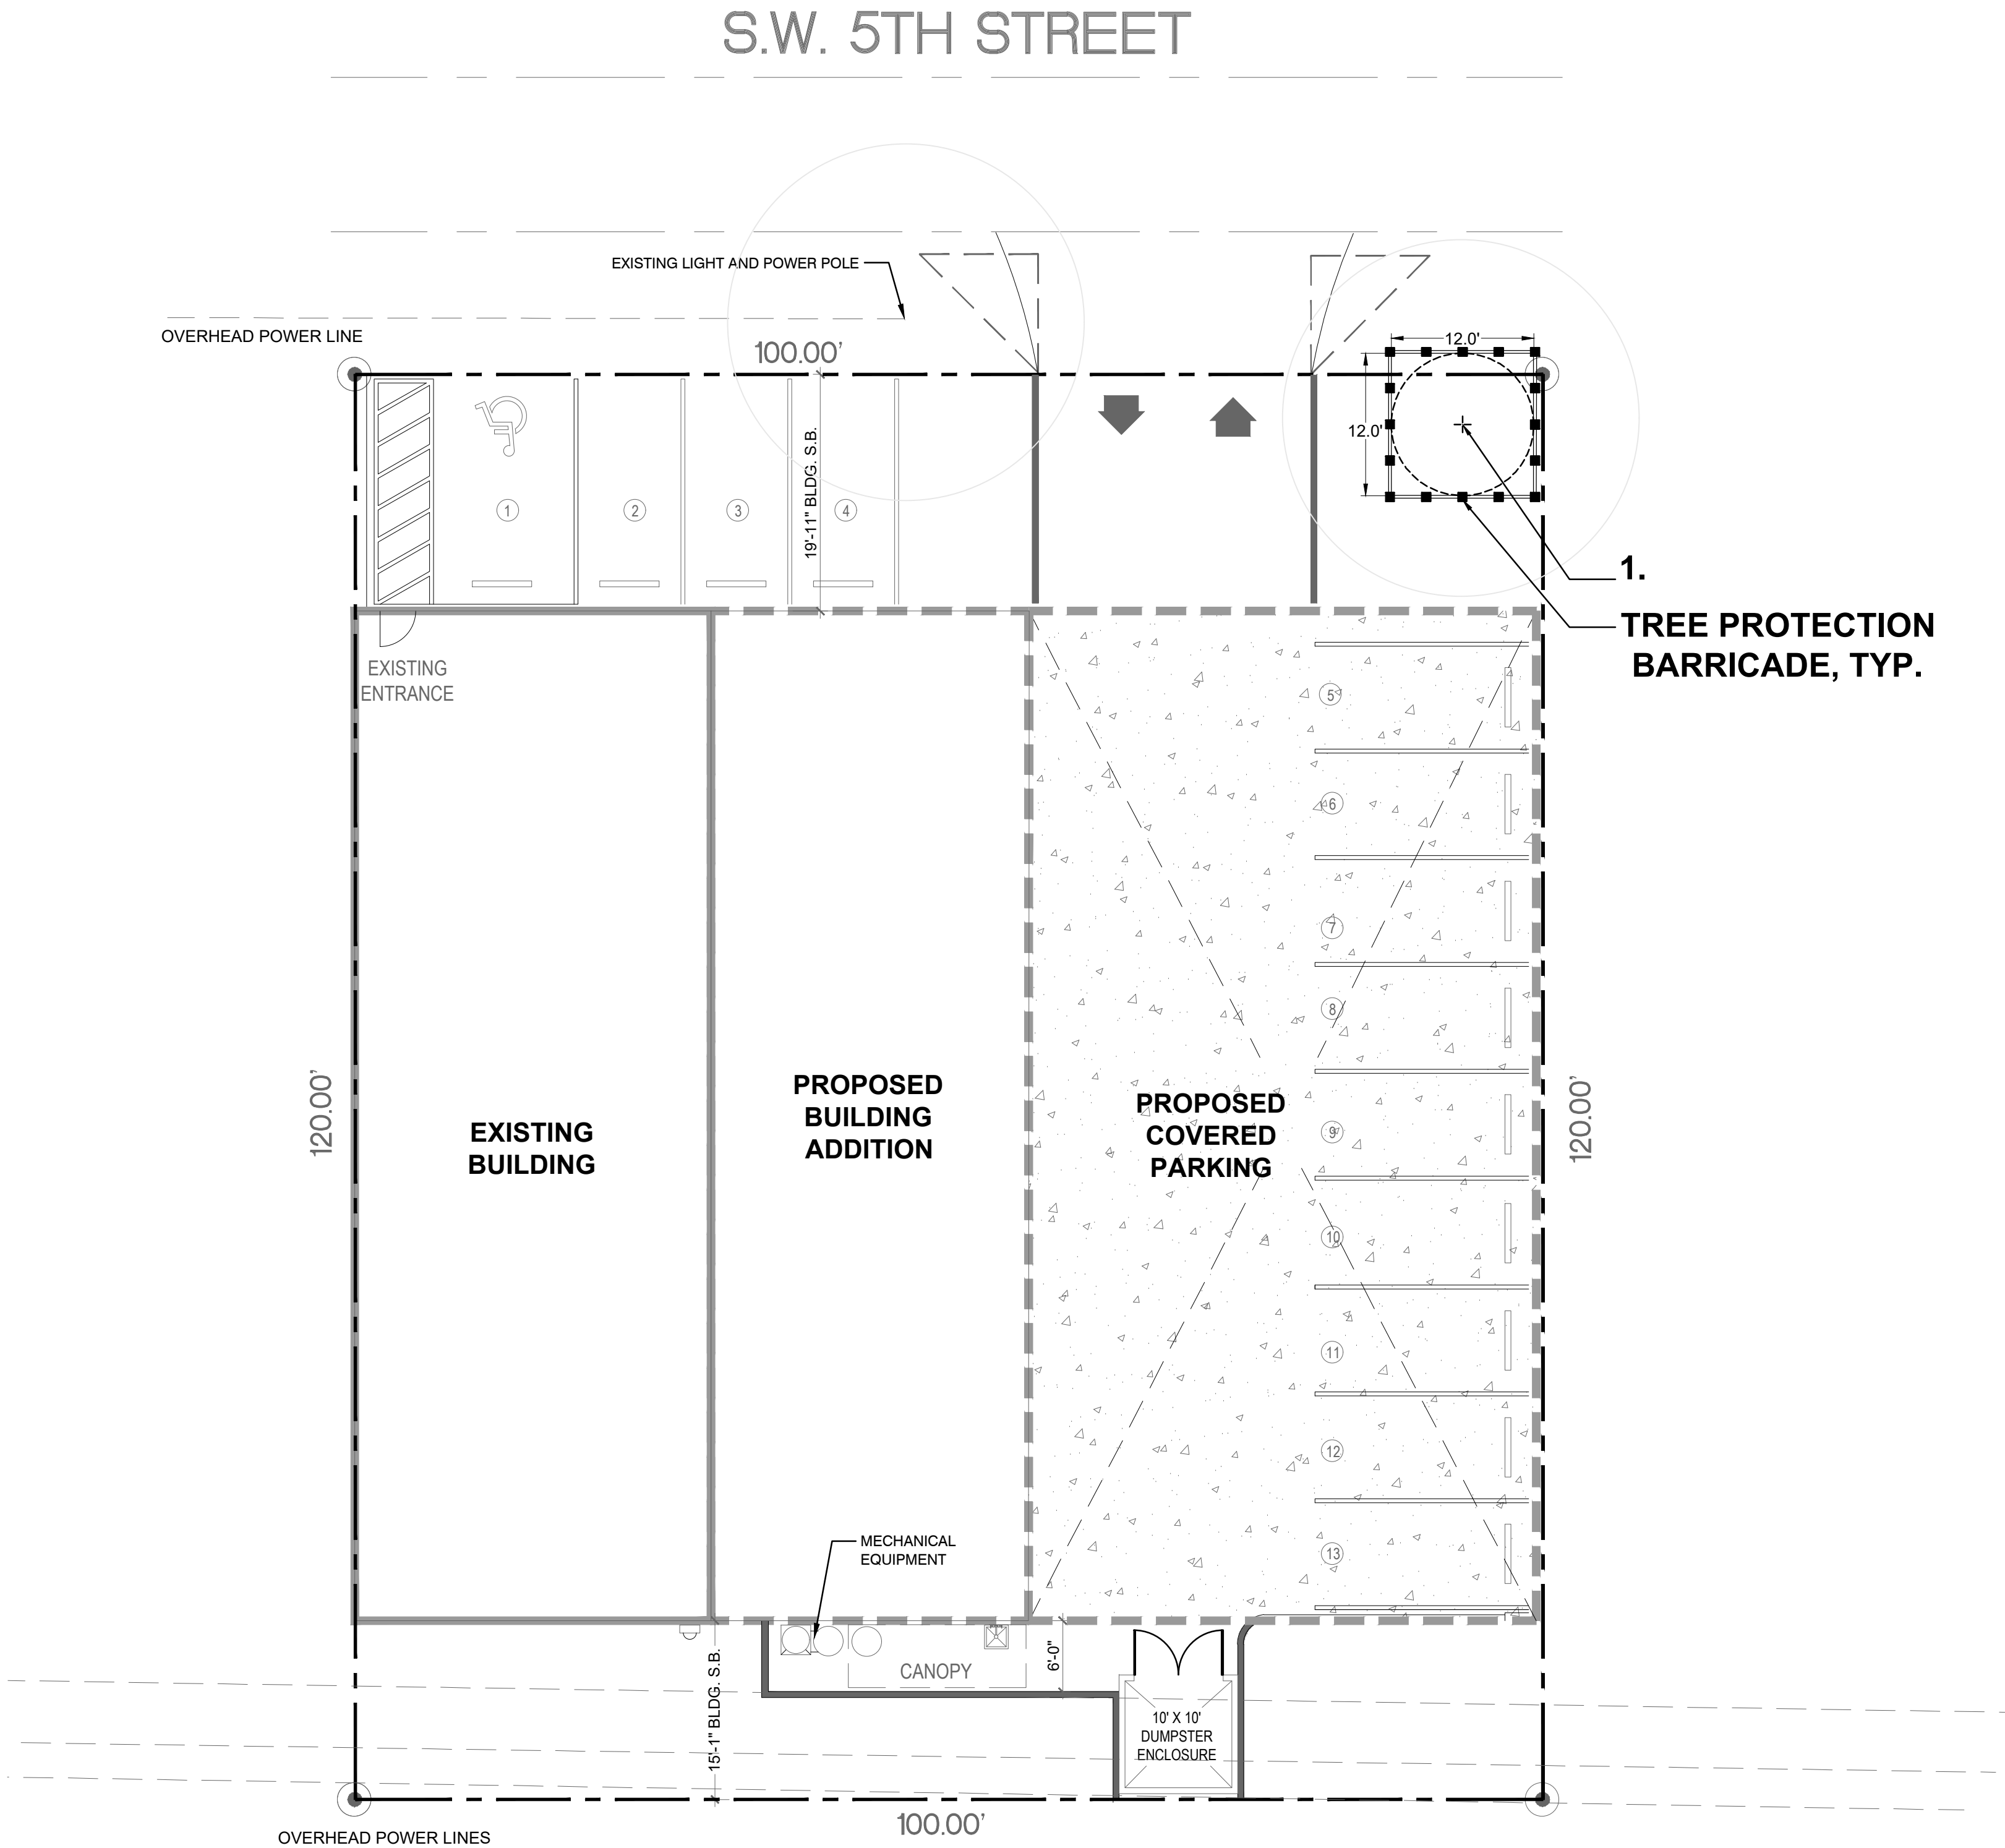 S.W. 5TH STREET
EXISTING LIGHT AND POWER POLE
OVERHEAD POWER LINE
100.00'
12.0'
12.0'
19'-11" BLDG. S.B.
1
2
3
4
1.
TREE PROTECTION
BARRICADE, TYP.
EXISTING
ENTRANCE
5
6
7
8
9
10
11
12
13
120.00'
EXISTING
BUILDING
PROPOSED
BUILDING
ADDITION
PROPOSED
COVERED
PARKING
120.00'
MECHANICAL
EQUIPMENT
CANOPY
6'-0"
15'-1" BLDG. S.B.
10' X 10'
DUMPSTER
ENCLOSURE
100.00'
OVERHEAD POWER LINES